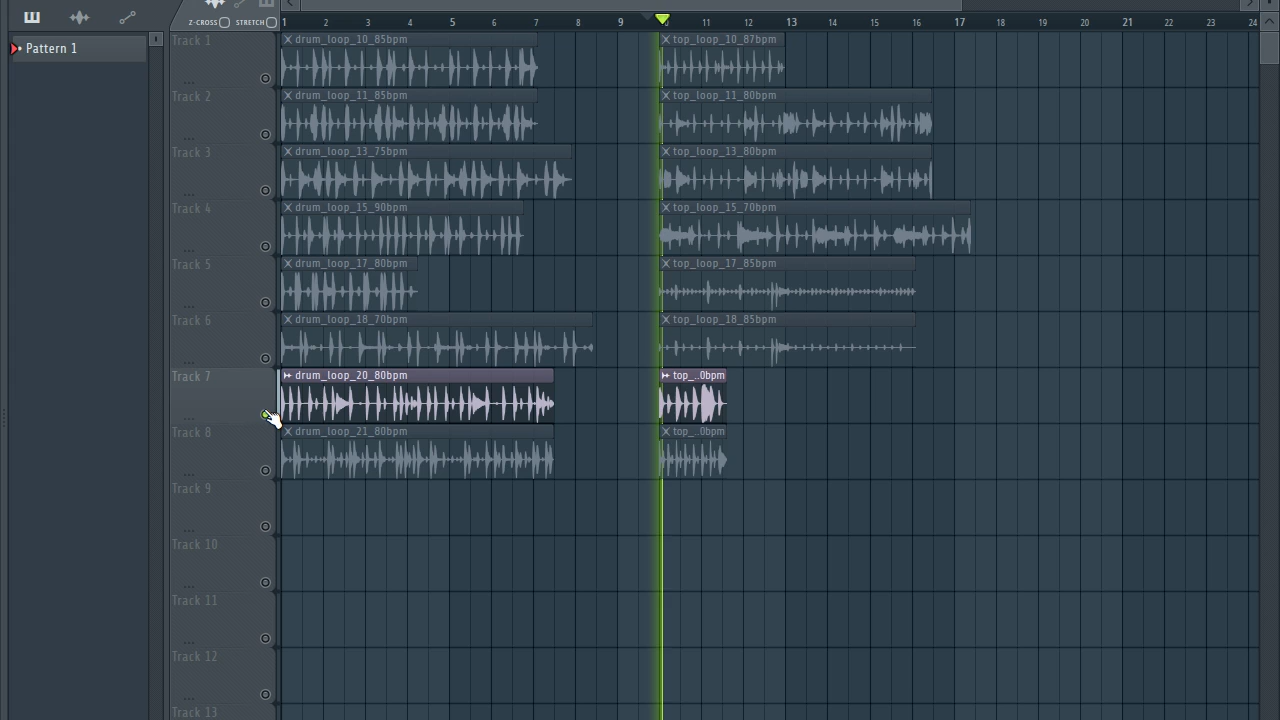 Z-CROSS STRETCH
1 2 3 4 5 6 7 8 9 11 12 13 14 15 16 17 18 19 20 21 22 23 24
Pattern 1
Track 1 drum_loop_10_85bpm top_loop_10_87bpm
Track 2 drum_loop_11_85bpm top_loop_11_80bpm
Track 3 drum_loop_13_75bpm top_loop_13_80bpm
Track 4 drum_loop_15_90bpm top_loop_15_70bpm
Track 5 drum_loop_17_80bpm top_loop_17_85bpm
Track 6 drum_loop_18_70bpm top_loop_18_85bpm
Track 7 drum_loop_20_80bpm top_..0bpm
Track 8 drum_loop_21_80bpm top_..0bpm
Track 9
Track 10
Track 11
Track 12
Track 13